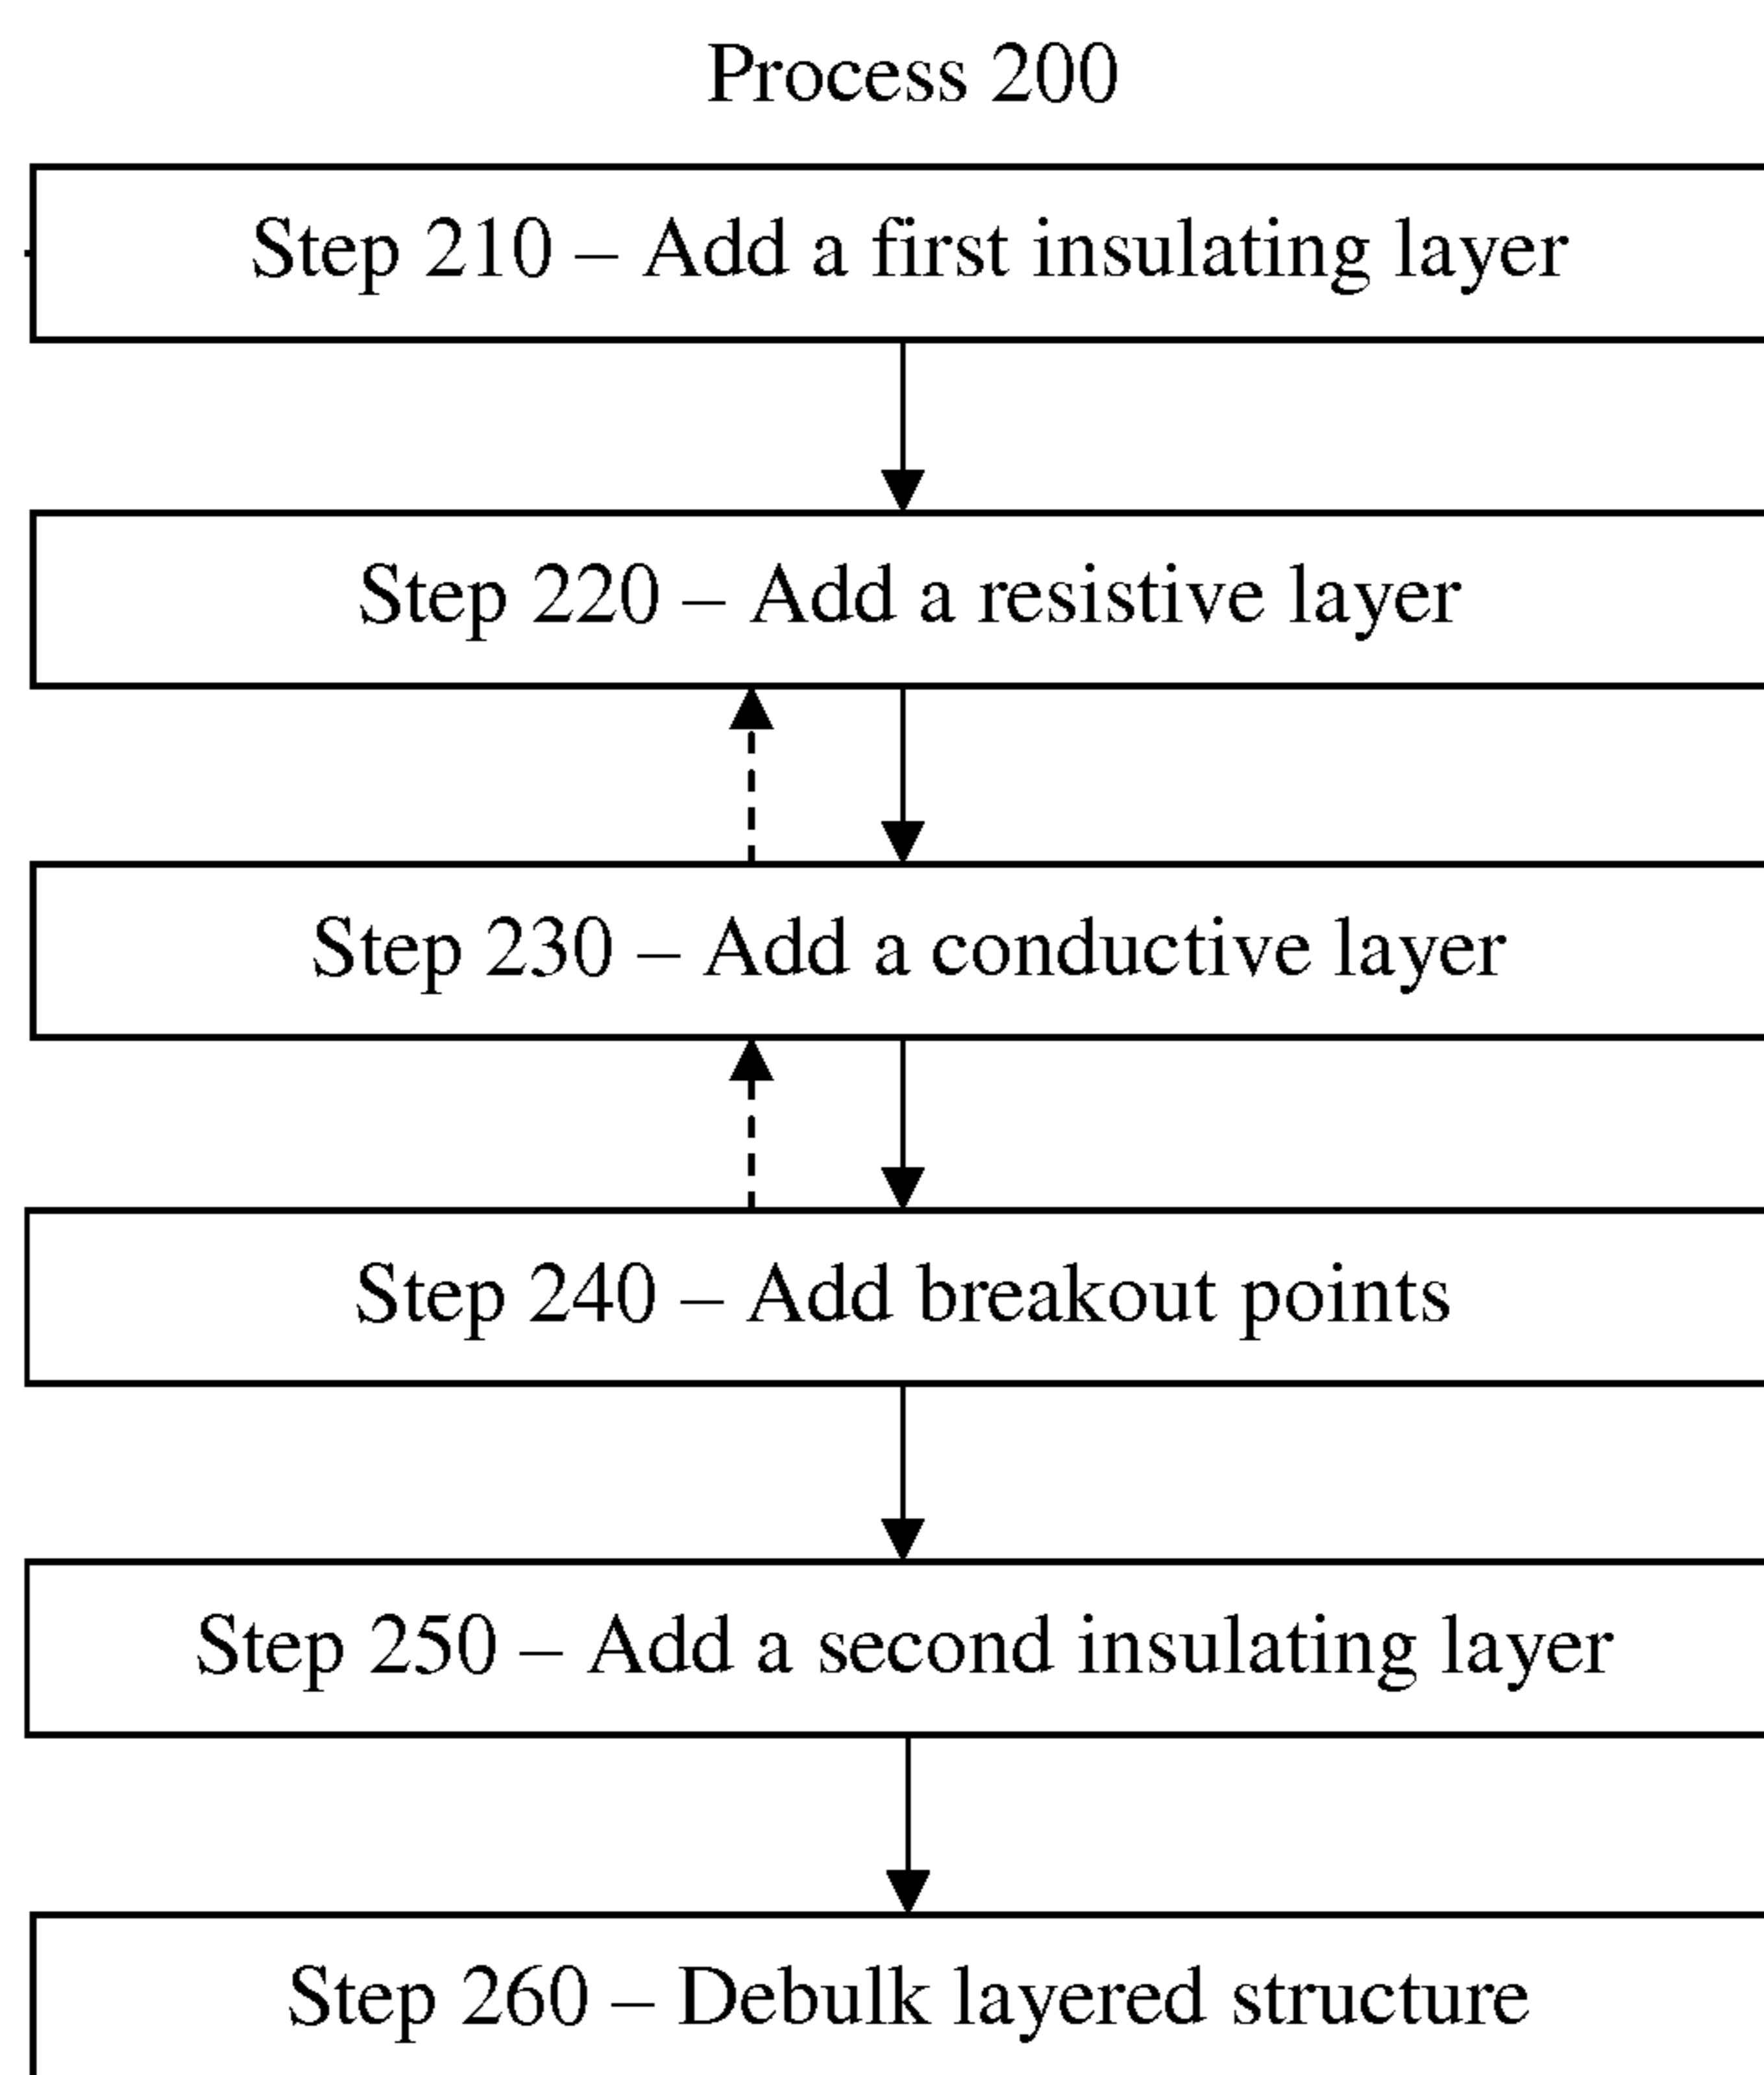 Process 200
Step 210 – Add a first insulating layer
Step 220 – Add a resistive layer
Step 230 – Add a conductive layer
Step 240 – Add breakout points
Step 250 – Add a second insulating layer
Step 260 – Debulk layered structure